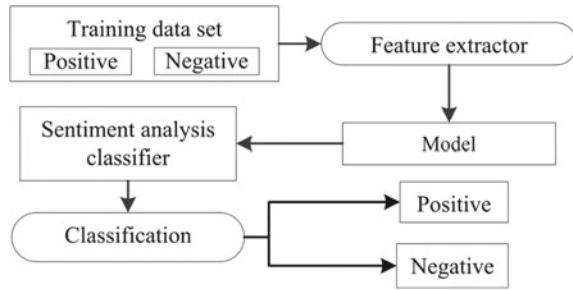 Training data set
Positive
Negative
Feature extractor
Sentiment analysis
classifier
Model
Classification
Positive
Negative